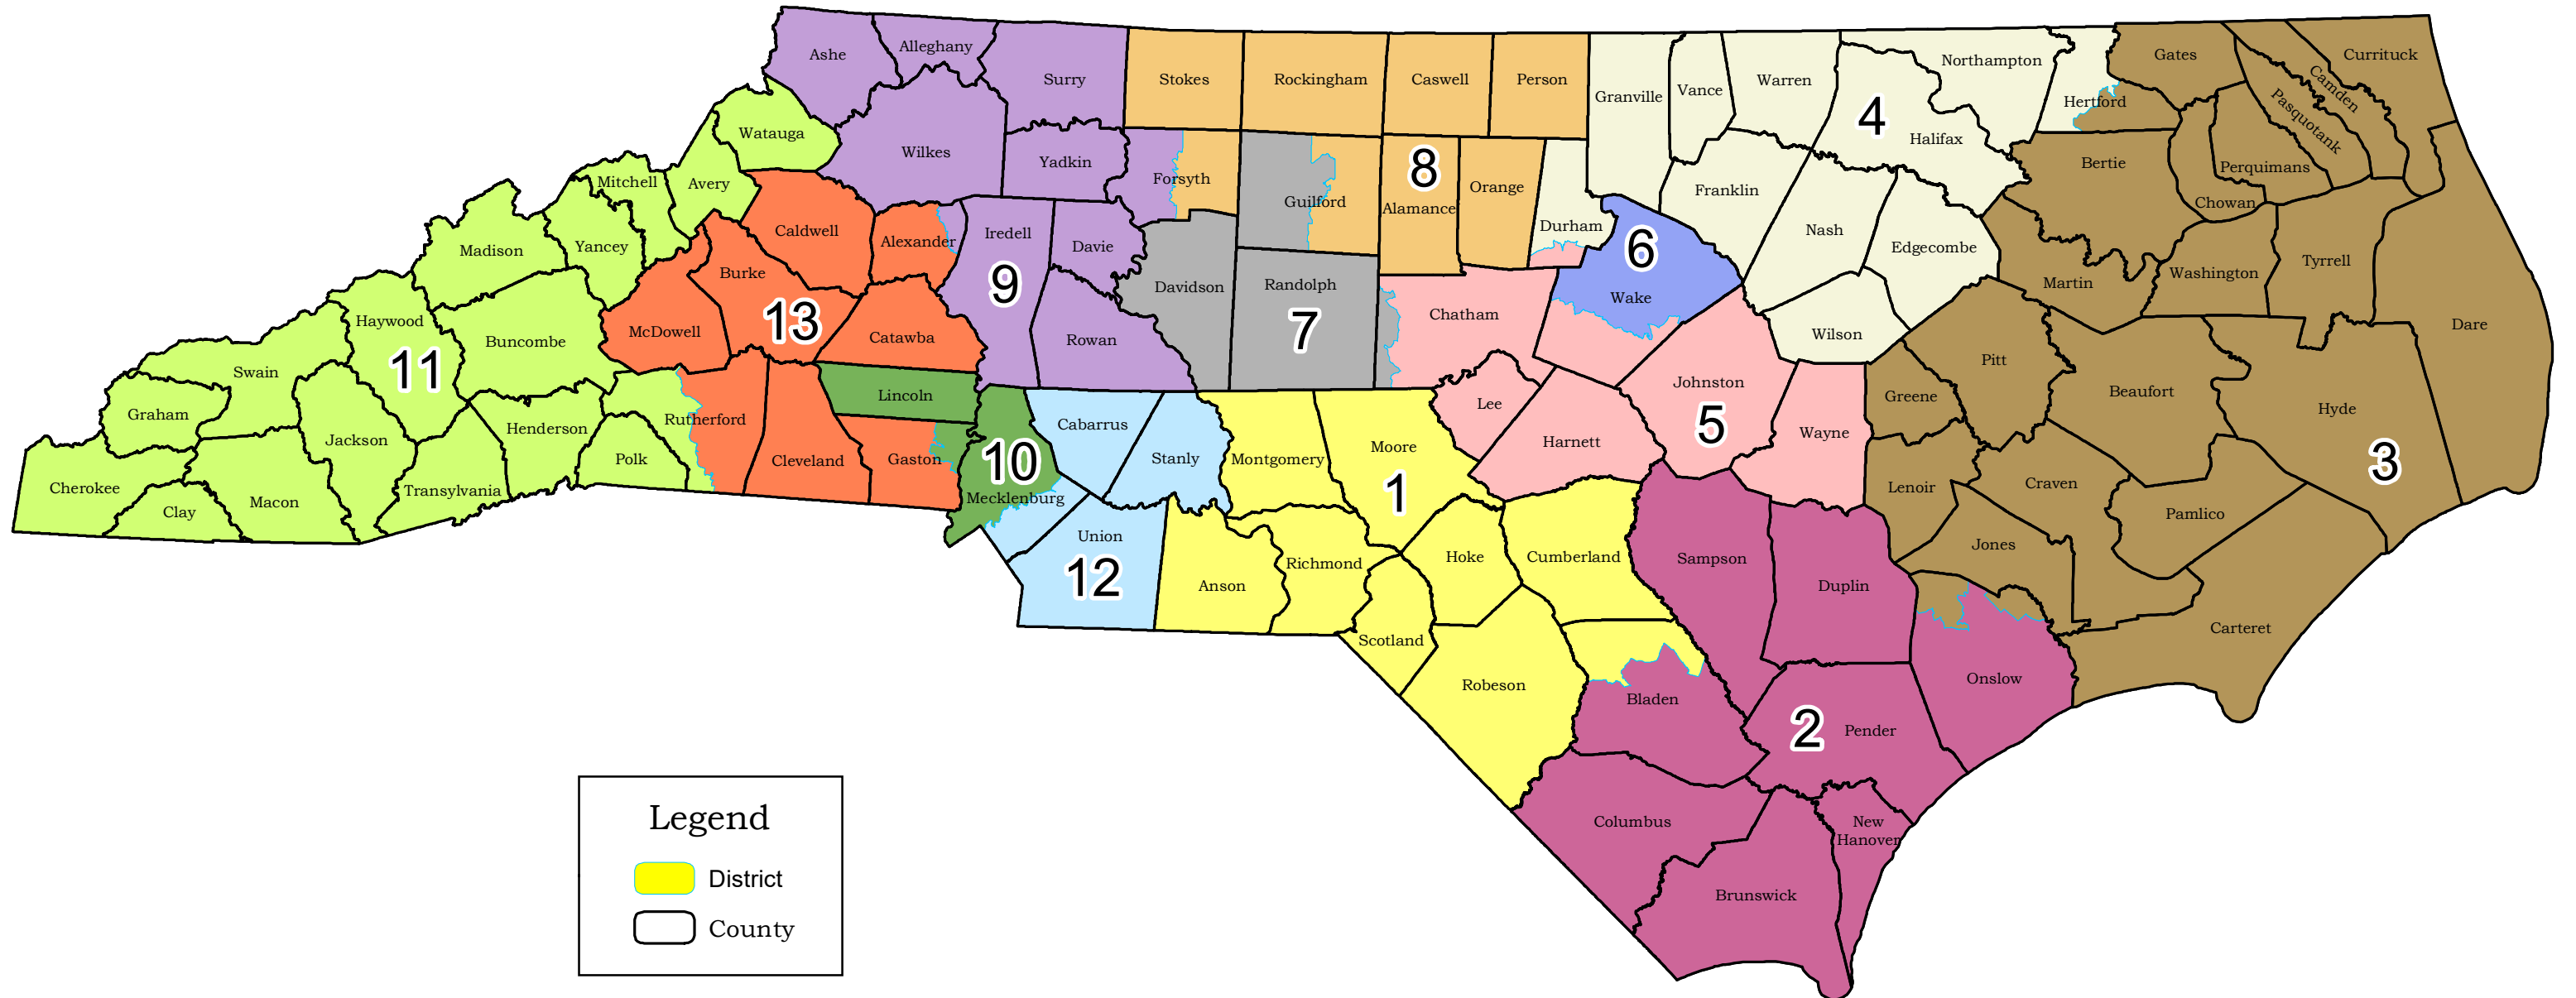 Ashe
Alleghany
Surry
Stokes
Rockingham
Caswell
Person
Granville
Vance
Warren
Northampton
Hertford
Gates
Camden
Currituck
Pasquotank
Perquimans
Chowan
Bertie
Halifax
4
Watauga
Wilkes
Yadkin
Forsyth
Guilford
8
Alamance
Orange
Durham
Franklin
Nash
Edgecombe
Martin
Washington
Tyrrell
Dare
Mitchell
Avery
Caldwell
Alexander
Iredell
Davie
Davidson
Randolph
7
Chatham
6
Wake
Wilson
Madison
Yancey
Burke
McDowell
13
Catawba
9
Rowan
Johnston
5
Wayne
Greene
Pitt
Beaufort
Hyde
3
Haywood
Buncombe
11
Swain
Graham
Jackson
Henderson
Rutherford
Polk
Cleveland
Lincoln
Gaston
10
Mecklenburg
Cabarrus
Stanly
Montgomery
Moore
1
Lee
Harnett
Lenoir
Craven
Pamlico
Jones
Cherokee
Clay
Macon
Transylvania
Union
12
Anson
Richmond
Scotland
Hoke
Cumberland
Sampson
Duplin
Onslow
Carteret
Robeson
Bladen
2
Pender
Columbus
New
Hanover
Brunswick
Legend
District
County